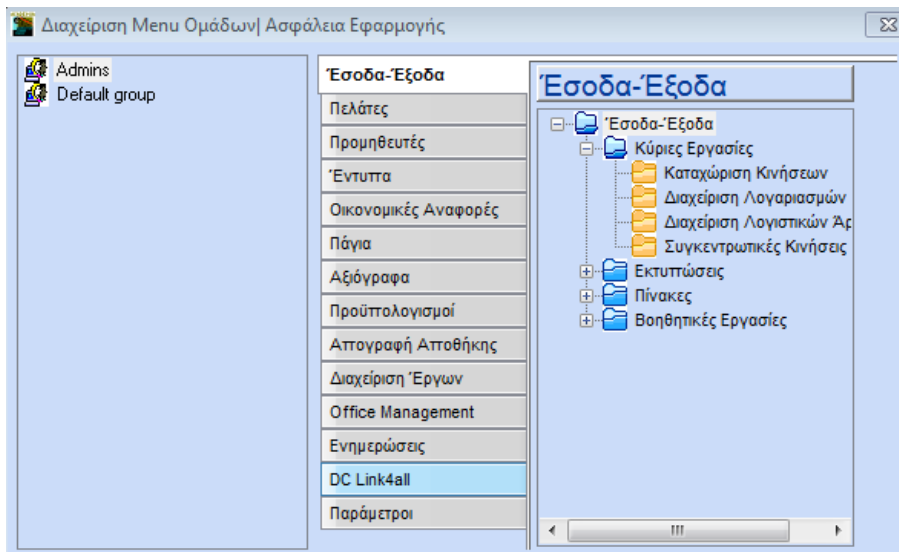 Διαχείριση Menu Ομάδων| Ασφάλεια Εφαρμογής
Admins
Default group
Έσοδα-Έξοδα
Πελάτες
Προμηθευτές
Έντυπα
Οικονομικές Αναφορές
Πάγια
Αξιόγραφα
Προϋπολογισμοί
Απογραφή Αποθήκης
Διαχείριση Έργων
Office Management
Ενημερώσεις
DC Link4all
Παράμετροι
Έσοδα-Έξοδα
Έσοδα-Έξοδα
Κύριες Εργασίες
Καταχώριση Κινήσεων
Διαχείριση Λογαριασμών
Διαχείριση Λογιστικών Άρ
Συγκεντρωτικές Κινήσεις
Εκτυπώσεις
Πίνακες
Βοηθητικές Εργασίες